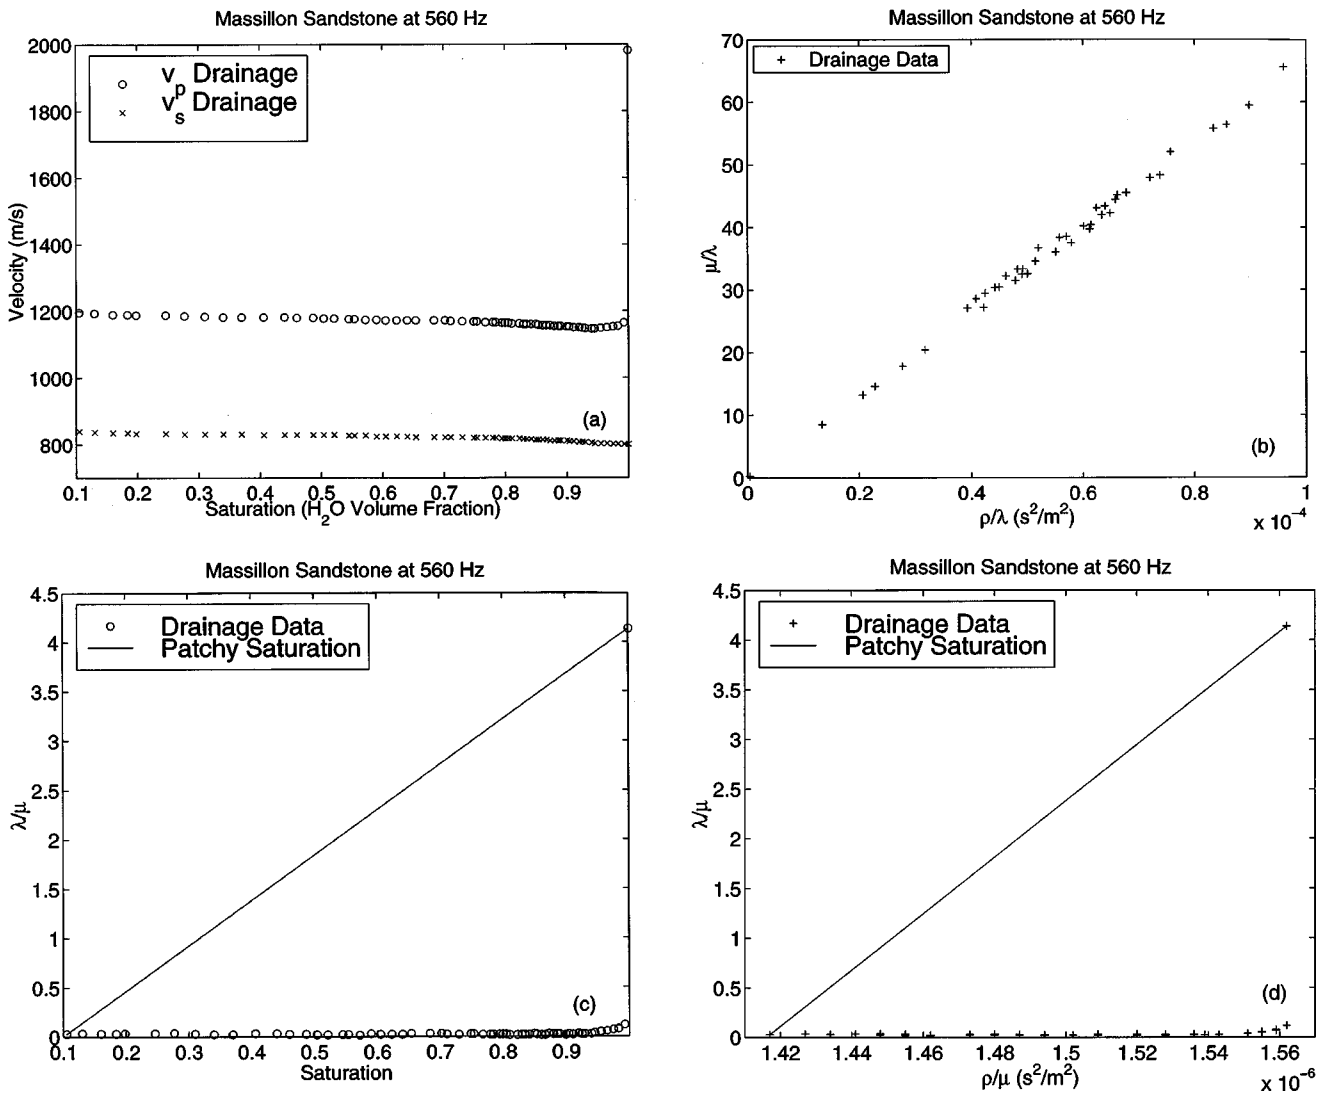 Massillon Sandstone at 560 Hz
2000
1800
1600
1400
1200
1000
800
Velocity (m/s)
v_p Drainage
v_s Drainage
(a)
0.1 0.2 0.3 0.4 0.5 0.6 0.7 0.8 0.9
Saturation (H₂O Volume Fraction)
Massillon Sandstone at 560 Hz
70
60
50
40
30
20
10
0
μ/λ
Drainage Data
(b)
0 0.2 0.4 0.6 0.8 1
ρ/λ (s²/m²)
x 10⁻⁴
Massillon Sandstone at 560 Hz
4.5
4
3.5
3
2.5
2
1.5
1
0.5
0
λ/μ
Drainage Data
Patchy Saturation
(c)
0.1 0.2 0.3 0.4 0.5 0.6 0.7 0.8 0.9
Saturation
Massillon Sandstone at 560 Hz
4.5
4
3.5
3
2.5
2
1.5
1
0.5
0
λ/μ
Drainage Data
Patchy Saturation
(d)
1.42 1.44 1.46 1.48 1.5 1.52 1.54 1.56
ρ/μ (s²/m²)
x 10⁻⁶